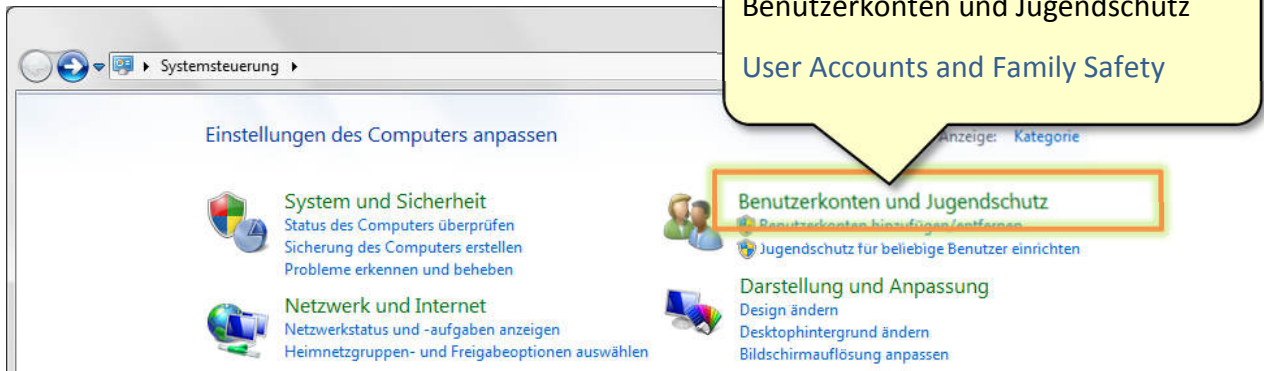 Benutzerkonten und Jugendschutz
User Accounts and Family Safety
Systemsteuerung
Einstellungen des Computers anpassen
Anzeige: Kategorie
System und Sicherheit
Status des Computers überprüfen
Sicherung des Computers erstellen
Probleme erkennen und beheben
Netzwerk und Internet
Netzwerkstatus und -aufgaben anzeigen
Heimnetzgruppen- und Freigabeoptionen auswählen
Benutzerkonten und Jugendschutz
Benutzerkonten hinzufügen/entfernen
Jugendschutz für beliebige Benutzer einrichten
Darstellung und Anpassung
Design ändern
Desktophintergrund ändern
Bildschirmauflösung anpassen